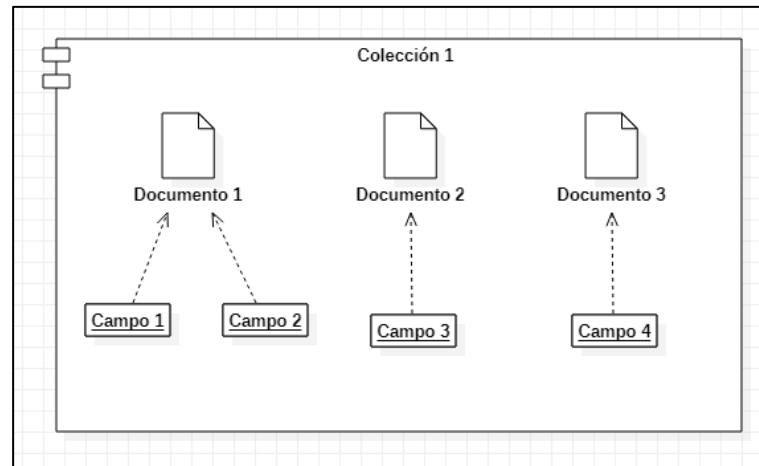 Colección 1
Documento 1
Documento 2
Documento 3
Campo 1
Campo 2
Campo 3
Campo 4